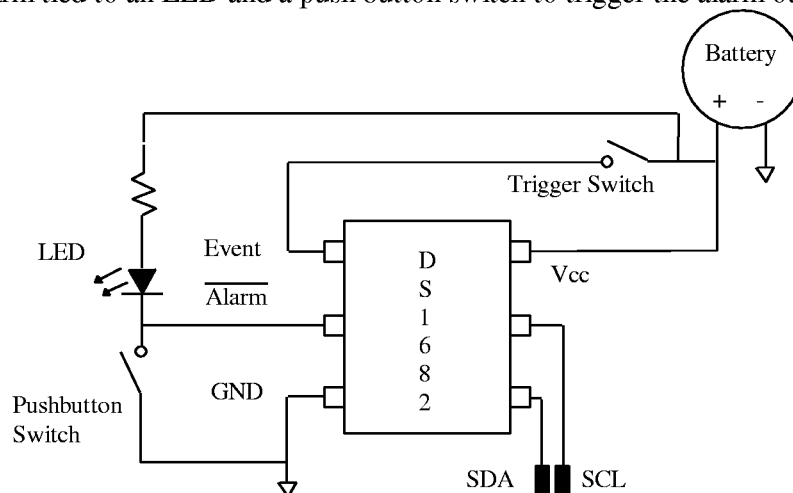 tied to an LED and a push button switch to trigger the alarm
Battery
+ -
Trigger Switch
LED
Event
Alarm
GND
D
S
1
6
8
2
Vcc
Pushbutton
Switch
SDA
SCL